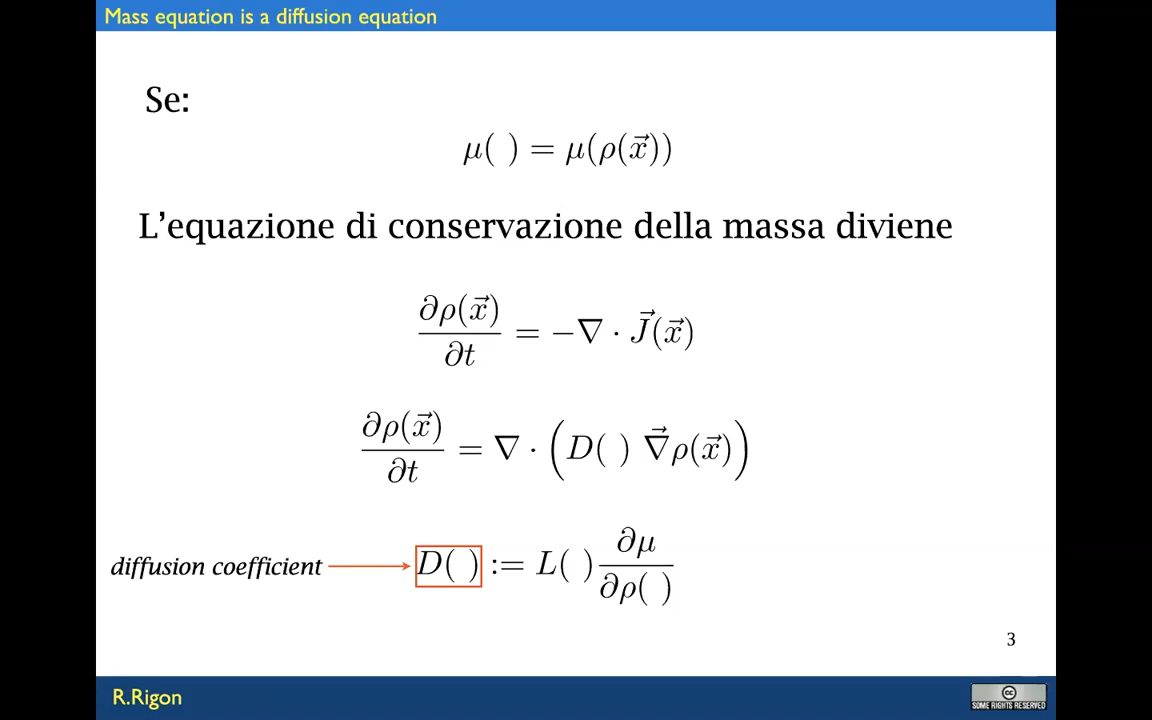 Mass equation is a diffusion equation
Se:
μ( ) = μ(ρ(x⃗))
L'equazione di conservazione della massa diviene
∂ρ(x⃗)/∂t = −∇ · J⃗(x⃗)
∂ρ(x⃗)/∂t = ∇ · (D( ) ∇⃗ρ(x⃗))
diffusion coefficient D( ) := L( ) ∂μ/∂ρ( )
3
R.Rigon
cc
SOME RIGHTS RESERVED